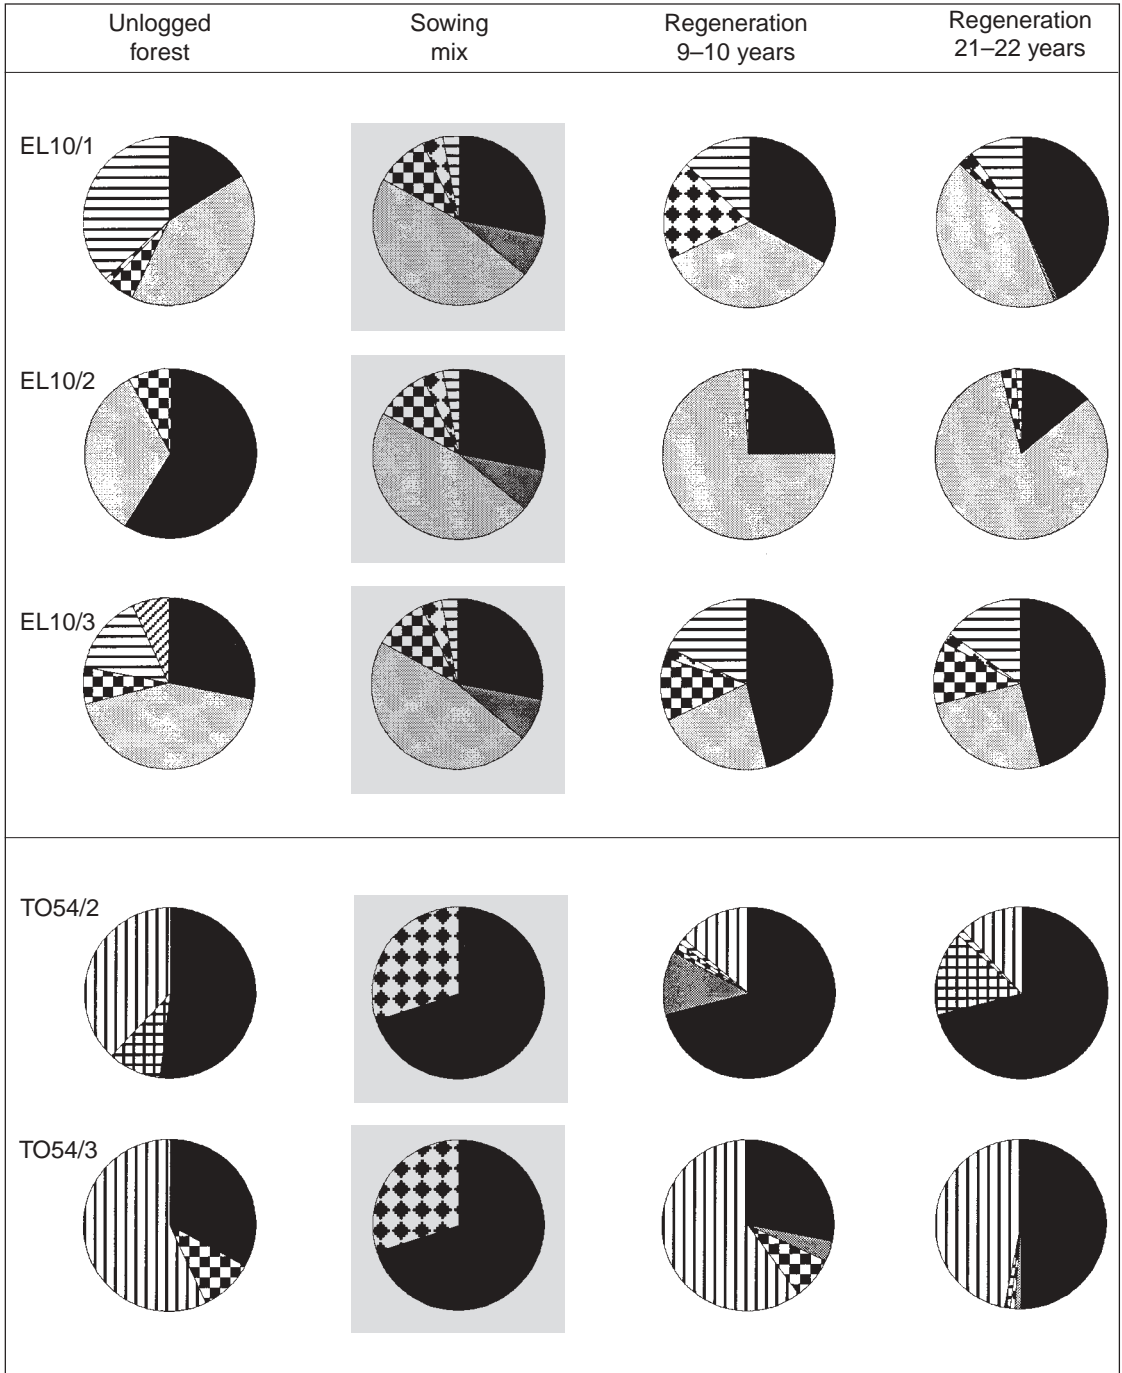 Unlogged
forest
Sowing
mix
Regeneration
9–10 years
Regeneration
21–22 years
EL10/1
EL10/2
EL10/3
TO54/2
TO54/3